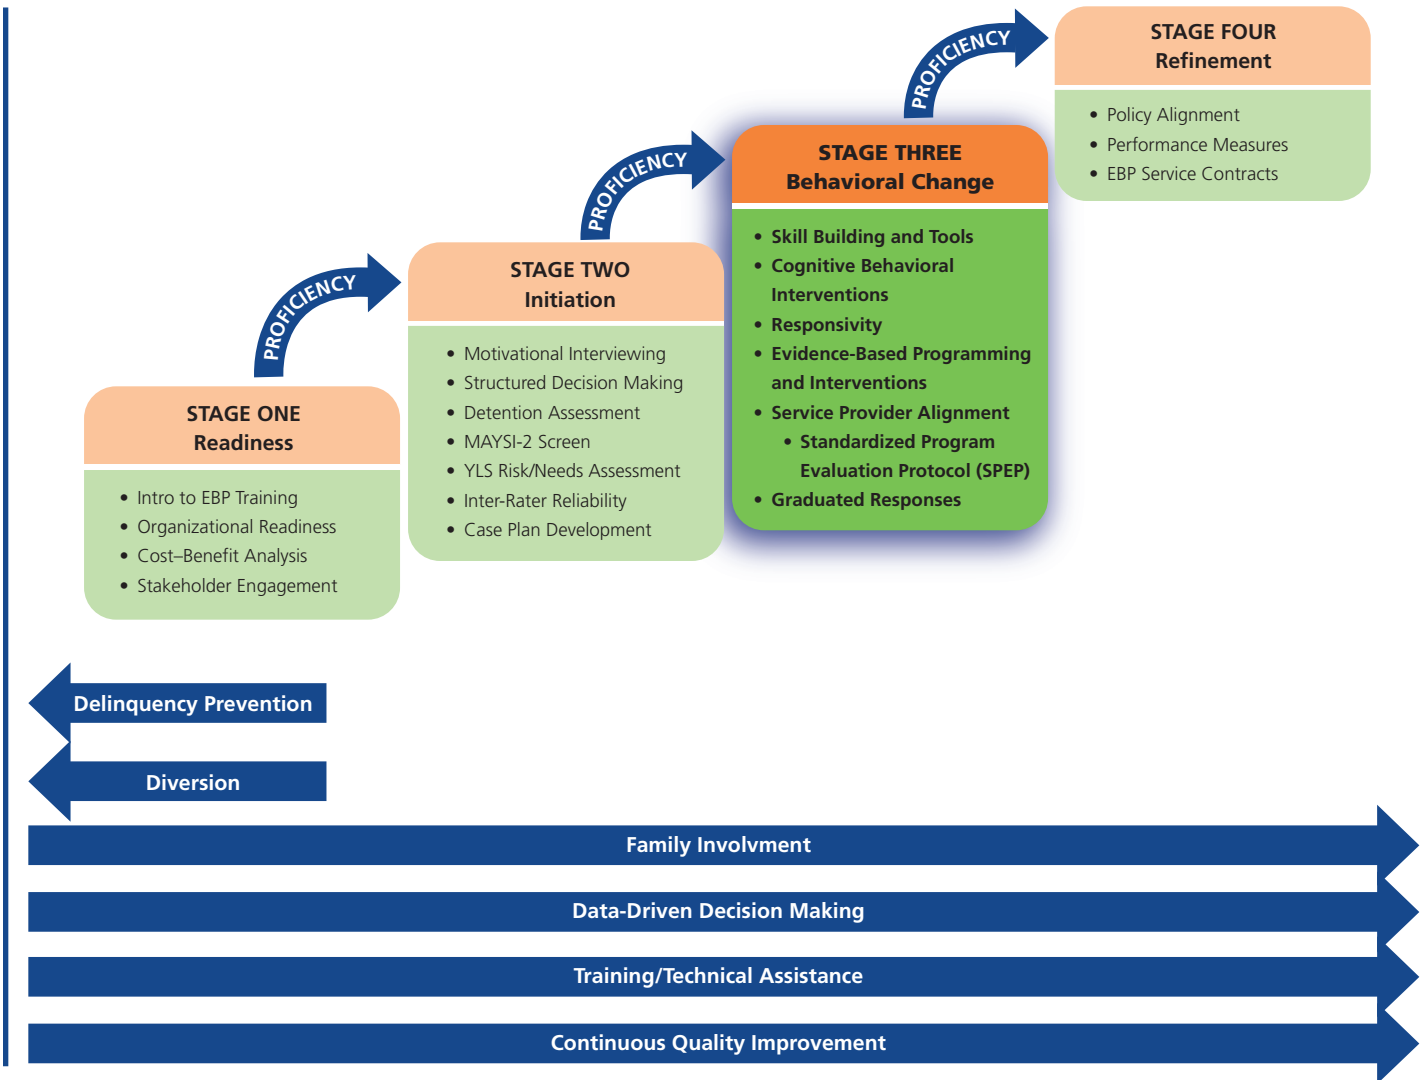 STAGE ONE
Readiness
• Intro to EBP Training
• Organizational Readiness
• Cost–Benefit Analysis
• Stakeholder Engagement
PROFICIENCY
STAGE TWO
Initiation
• Motivational Interviewing
• Structured Decision Making
• Detention Assessment
• MAYSI-2 Screen
• YLS Risk/Needs Assessment
• Inter-Rater Reliability
• Case Plan Development
PROFICIENCY
STAGE THREE
Behavioral Change
• Skill Building and Tools
• Cognitive Behavioral
Interventions
• Responsivity
• Evidence-Based Programming
and Interventions
• Service Provider Alignment
• Standardized Program
Evaluation Protocol (SPEP)
• Graduated Responses
PROFICIENCY
STAGE FOUR
Refinement
• Policy Alignment
• Performance Measures
• EBP Service Contracts
Delinquency Prevention
Diversion
Family Involvment
Data-Driven Decision Making
Training/Technical Assistance
Continuous Quality Improvement